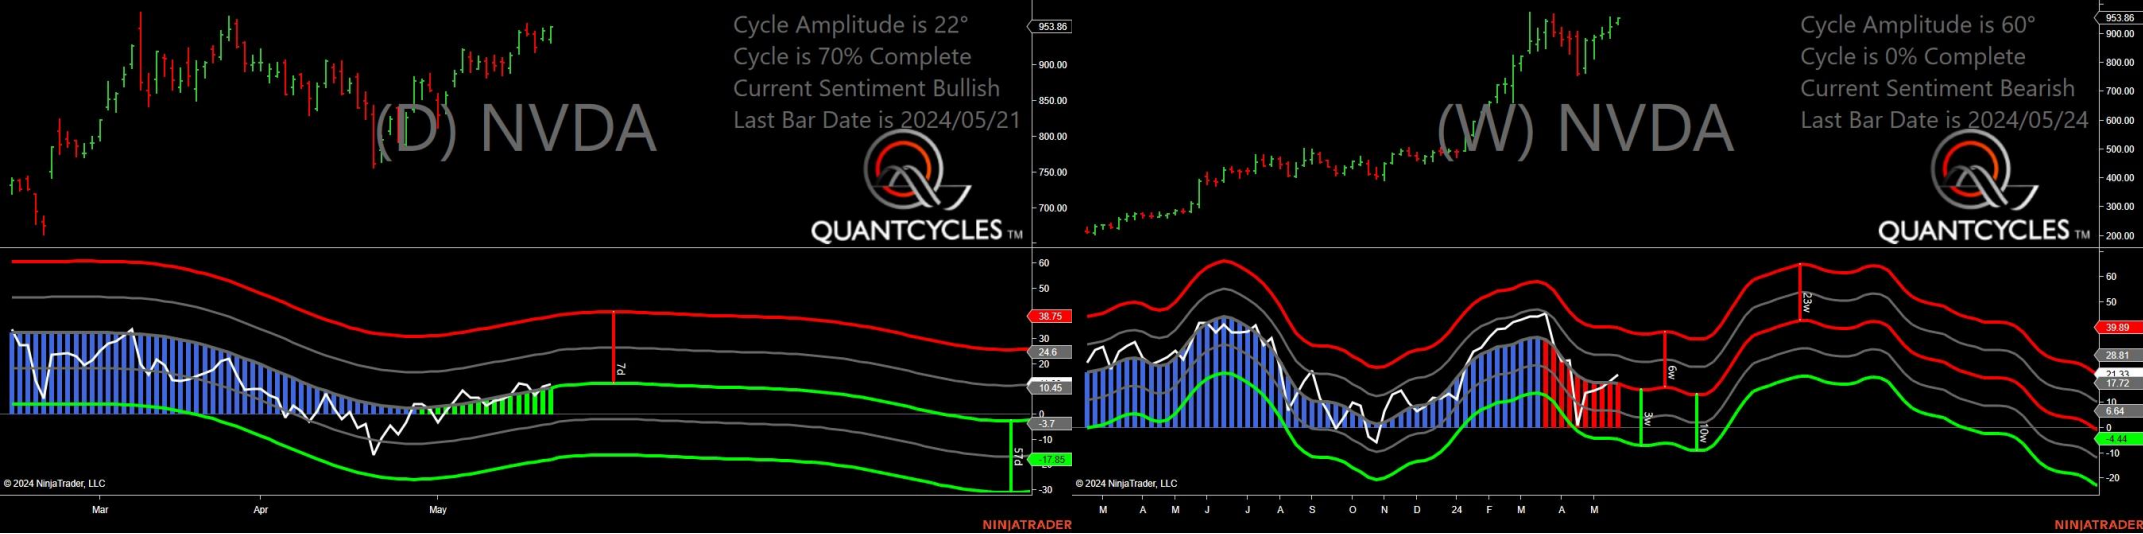 Cycle Amplitude is 22°
Cycle is 70% Complete
Current Sentiment Bullish
Last Bar Date is 2024/05/21
(D) NVDA
QUANTCYCLES TM
953.86
900.00
850.00
800.00
750.00
700.00
60
50
38.75
30
24.6
20
10.45
0
-3.7
-10
-17.85
-30
7d
57d
© 2024 NinjaTrader, LLC
Mar Apr May
NINJATRADER
Cycle Amplitude is 60°
Cycle is 0% Complete
Current Sentiment Bearish
Last Bar Date is 2024/05/24
(W) NVDA
QUANTCYCLES TM
953.86
900.00
800.00
700.00
600.00
500.00
400.00
300.00
200.00
60
50
39.89
28.81
21.33
17.72
10
6.64
0
-4.44
-10
-20
23w
6w
3w
10w
© 2024 NinjaTrader, LLC
M A M J J A S O N D 24 F M A M
NINJATRADER